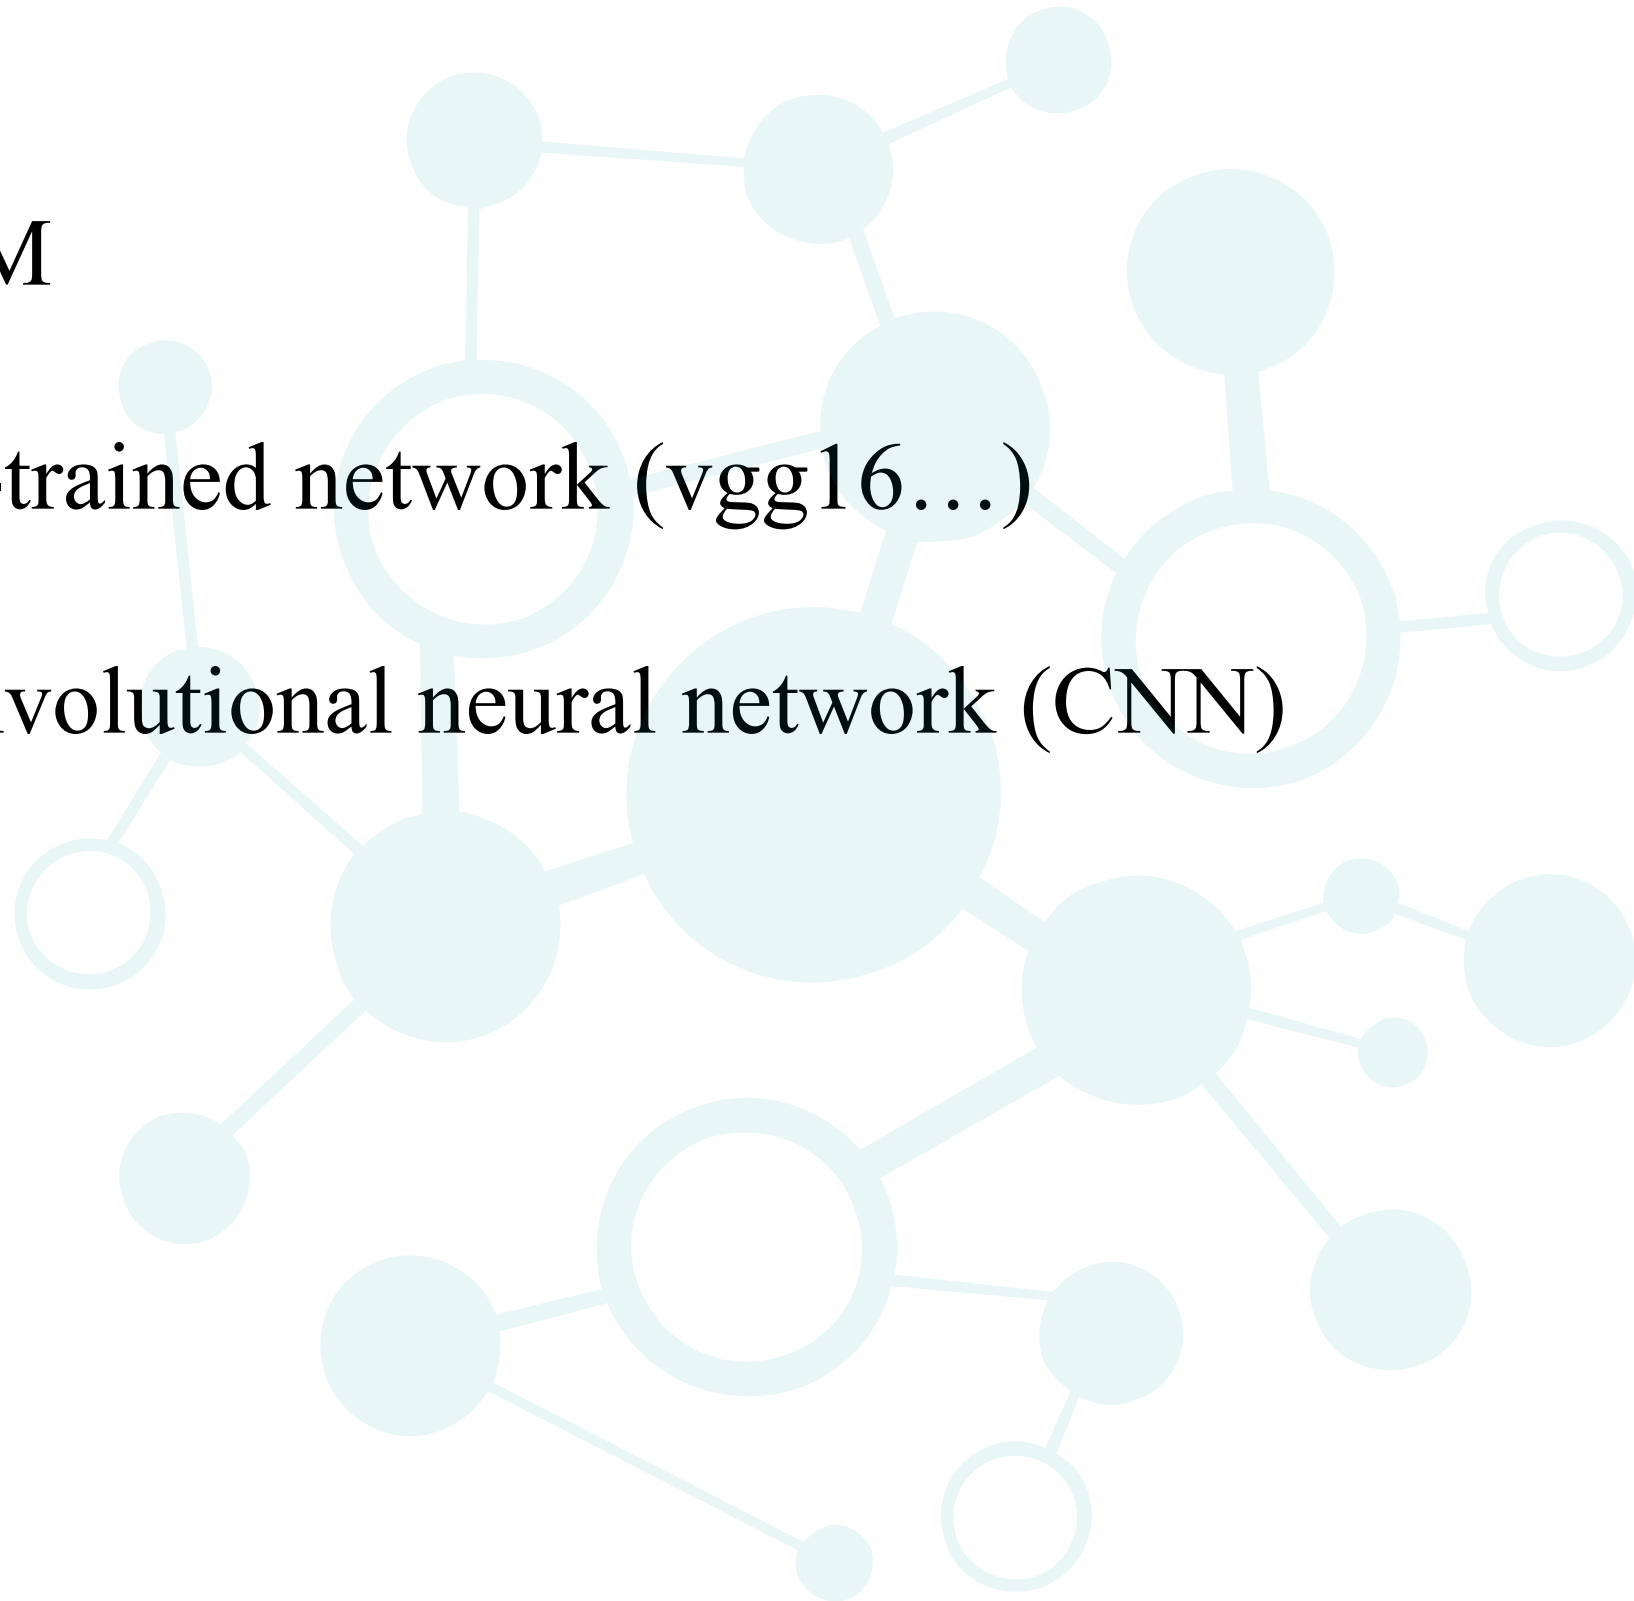 M
-trained network (vgg16…)
volutional neural network (CNN)